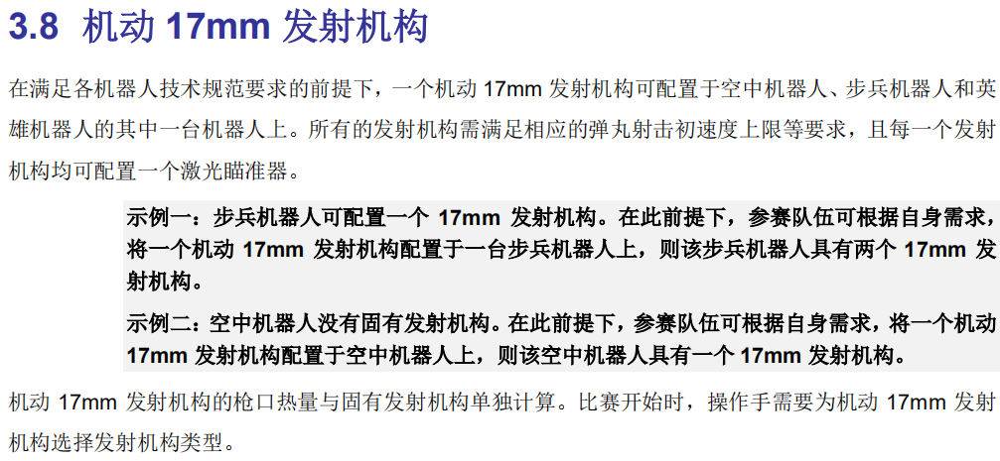 3.8 机动 17mm 发射机构
在满足各机器人技术规范要求的前提下，一个机动 17mm 发射机构可配置于空中机器人、步兵机器人和英
雄机器人的其中一台机器人上。所有的发射机构需满足相应的弹丸射击初速度上限等要求，且每一个发射
机构均可配置一个激光瞄准器。
示例一：步兵机器人可配置一个 17mm 发射机构。在此前提下，参赛队伍可根据自身需求，
将一个机动 17mm 发射机构配置于一台步兵机器人上，则该步兵机器人具有两个 17mm 发
射机构。
示例二：空中机器人没有固有发射机构。在此前提下，参赛队伍可根据自身需求，将一个机动
17mm 发射机构配置于空中机器人上，则该空中机器人具有一个 17mm 发射机构。
机动 17mm 发射机构的枪口热量与固有发射机构单独计算。比赛开始时，操作手需要为机动 17mm 发射
机构选择发射机构类型。